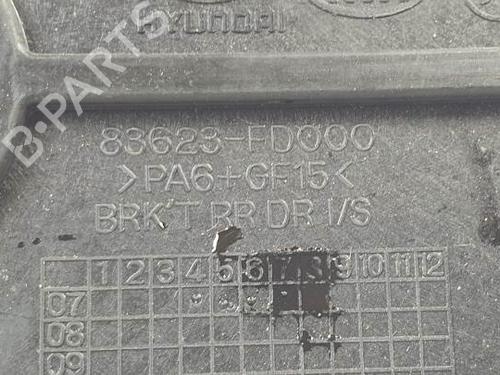 B-PARTS
HYUNDAI
83623-FD000
>PA6+GF15<
BRK'T RR DR I/S
1 2 3 4 5 6 7 8 9 10 11 12
07
08
09